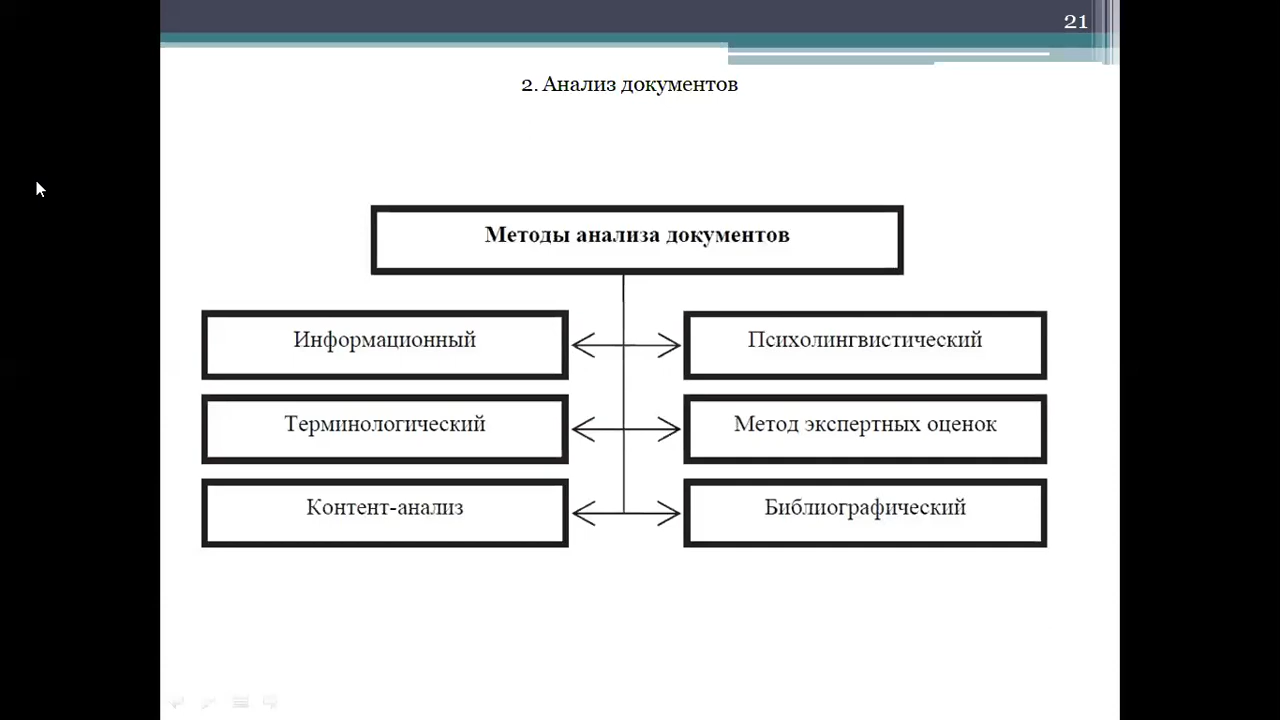 21
2. Анализ документов
Методы анализа документов
Информационный
Психолингвистический
Терминологический
Метод экспертных оценок
Контент-анализ
Библиографический